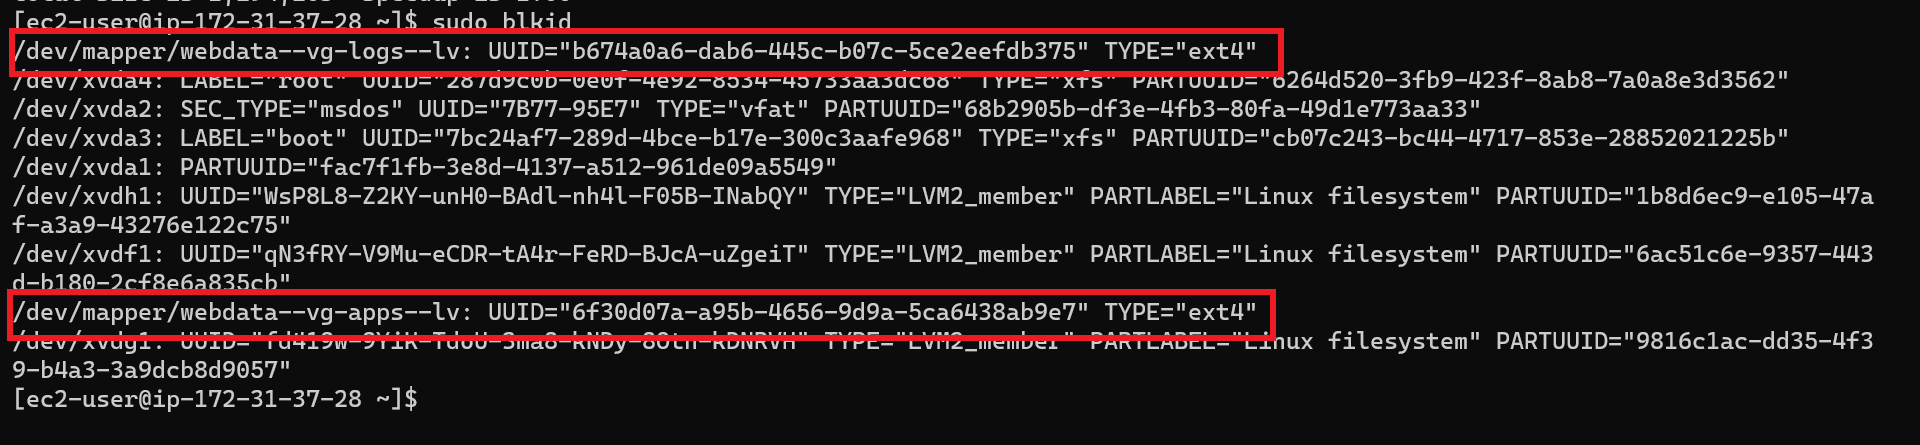 [ec2-user@ip-172-31-37-28 ~]$ sudo blkid
/dev/mapper/webdata--vg-logs--lv: UUID="b674a0a6-dab6-445c-b07c-5ce2eefdb375" TYPE="ext4"
/dev/xvda4: LABEL="root" UUID="287d9c0b-0e0f-4e92-8534-45733aa3dc68" TYPE="xfs" PARTUUID="6264d520-3fb9-423f-8ab8-7a0a8e3d3562"
/dev/xvda2: SEC_TYPE="msdos" UUID="7B77-95E7" TYPE="vfat" PARTUUID="68b2905b-df3e-4fb3-80fa-49d1e773aa33"
/dev/xvda3: LABEL="boot" UUID="7bc24af7-289d-4bce-b17e-300c3aafe968" TYPE="xfs" PARTUUID="cb07c243-bc44-4717-853e-28852021225b"
/dev/xvda1: PARTUUID="fac7f1fb-3e8d-4137-a512-961de09a5549"
/dev/xvdh1: UUID="WsP8L8-Z2KY-unH0-BAdl-nh4l-F05B-INabQY" TYPE="LVM2_member" PARTLABEL="Linux filesystem" PARTUUID="1b8d6ec9-e105-47a
f-a3a9-43276e122c75"
/dev/xvdf1: UUID="qN3fRY-V9Mu-eCDR-tA4r-FeRD-BJcA-uZgeiT" TYPE="LVM2_member" PARTLABEL="Linux filesystem" PARTUUID="6ac51c6e-9357-443
d-b180-2cf8e6a835cb"
/dev/mapper/webdata--vg-apps--lv: UUID="6f30d07a-a95b-4656-9d9a-5ca6438ab9e7" TYPE="ext4"
/dev/xvdg1: TYPE="LVM2_member" PARTLABEL="Linux filesystem" PARTUUID="9816c1ac-dd35-4f3
9-b4a3-3a9dcb8d9057"
[ec2-user@ip-172-31-37-28 ~]$